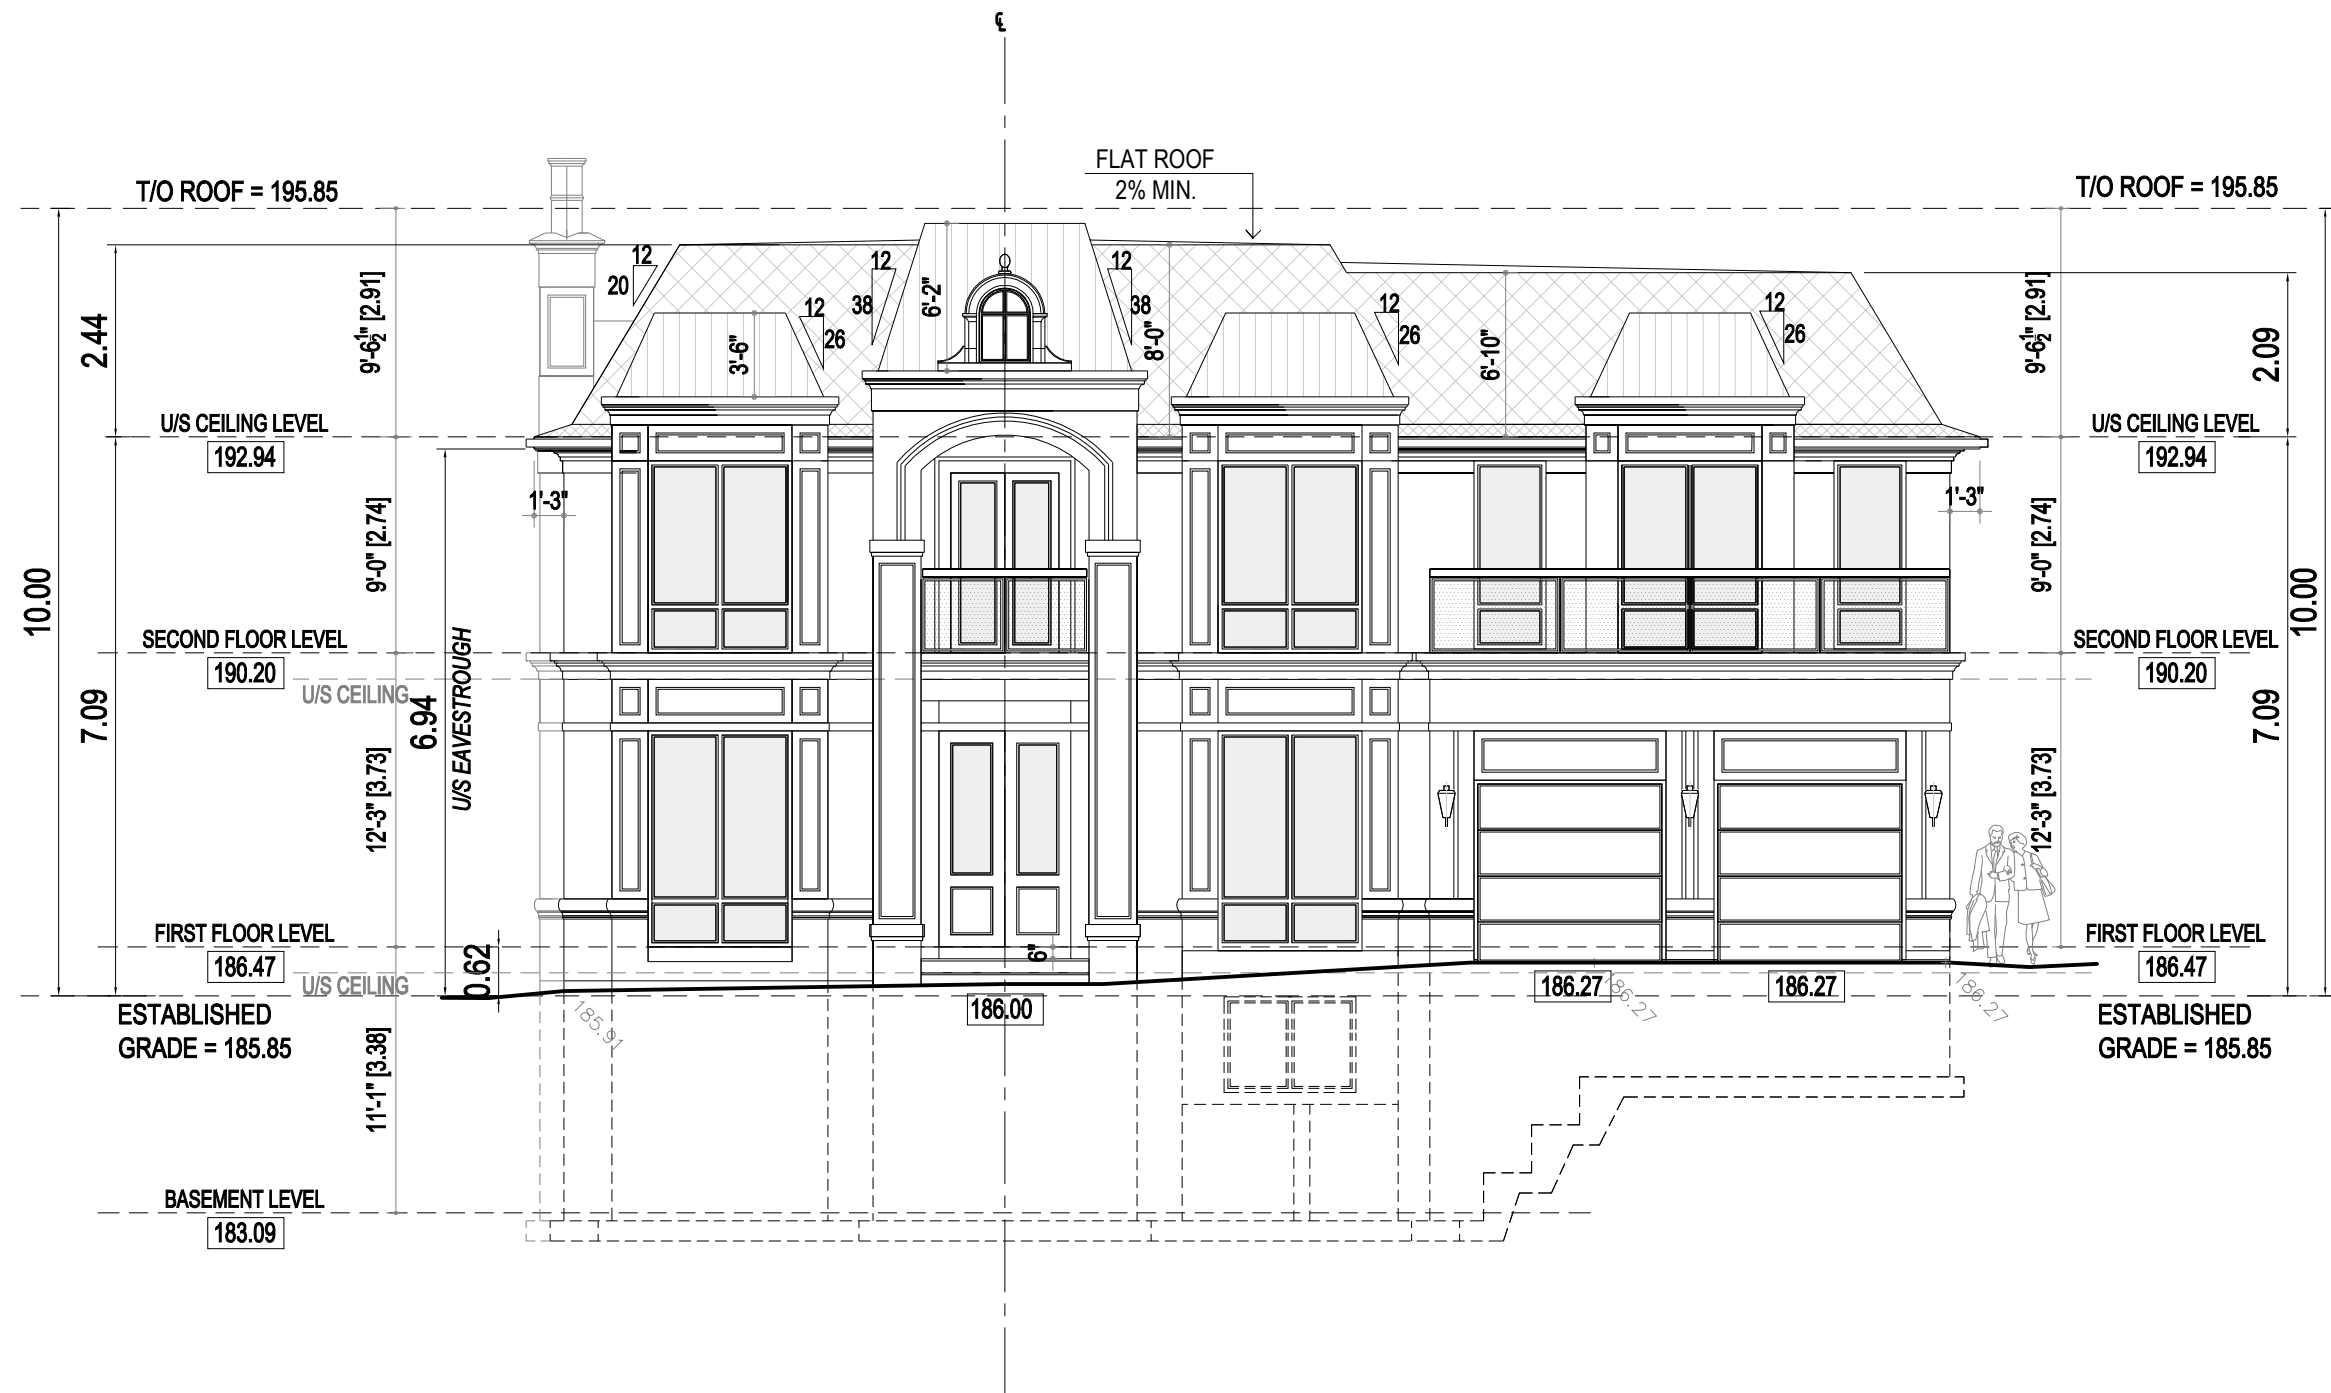 ℄
FLAT ROOF
2% MIN.
T/O ROOF = 195.85
T/O ROOF = 195.85
12
20
12
38
12
38
12
26
12
26
12
26
6'-2"
3'-6"
8'-0"
6'-10"
2.44
9'-6½" [2.91]
9'-6½" [2.91]
2.09
U/S CEILING LEVEL
192.94
U/S CEILING LEVEL
192.94
1'-3"
1'-3"
10.00
9'-0" [2.74]
9'-0" [2.74]
10.00
SECOND FLOOR LEVEL
190.20
SECOND FLOOR LEVEL
190.20
U/S CEILING
7.09
6.94
U/S EAVESTROUGH
7.09
12'-3" [3.73]
12'-3" [3.73]
FIRST FLOOR LEVEL
186.47
FIRST FLOOR LEVEL
186.47
0.62
6"
U/S CEILING
186.00
186.27
186.27
186.27
186.27
185.91
ESTABLISHED
GRADE = 185.85
ESTABLISHED
GRADE = 185.85
11'-1" [3.38]
BASEMENT LEVEL
183.09